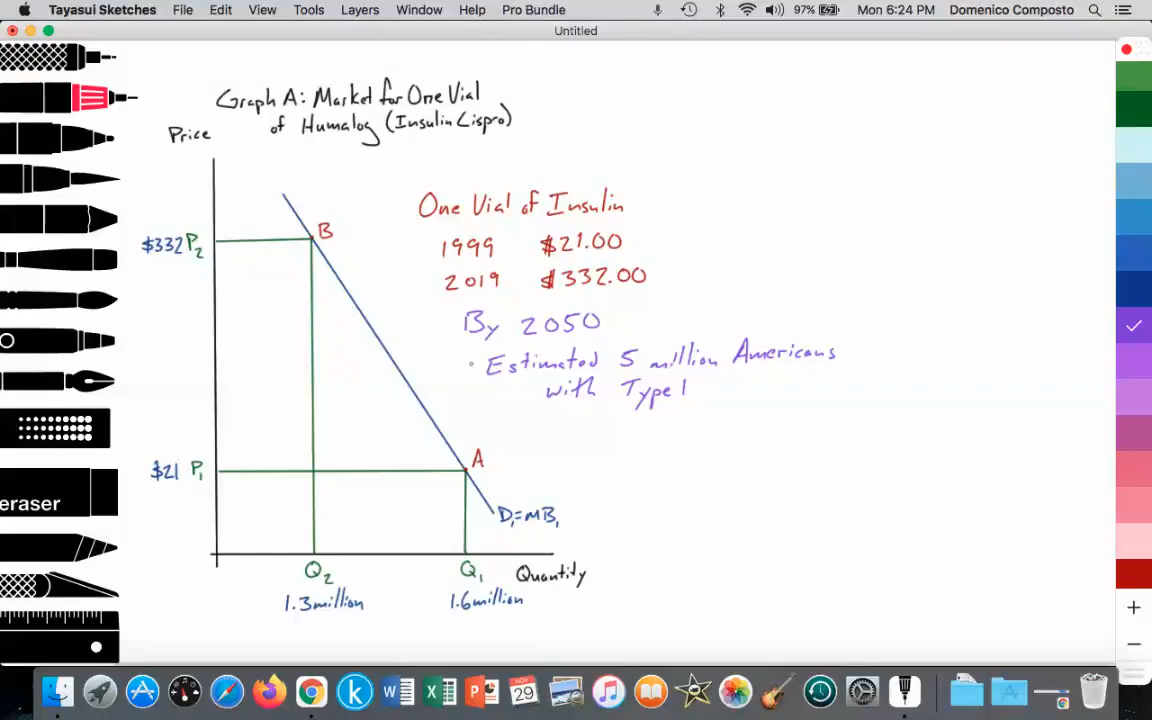 Tayasui Sketches File Edit View Tools Layers Window Help Pro Bundle 97% Mon 6:24 PM Domenico Composto
Untitled
Graph A: Market for One Vial
of Humalog (Insulin Lispro)
Price
One Vial of Insulin
1999 $21.00
2019 $332.00
By 2050
· Estimated 5 million Americans
with Type 1
$332 P2
B
$21 P1
A
D1=MB1
Q2
Q1
Quantity
1.3million
1.6million
eraser
NOV
29